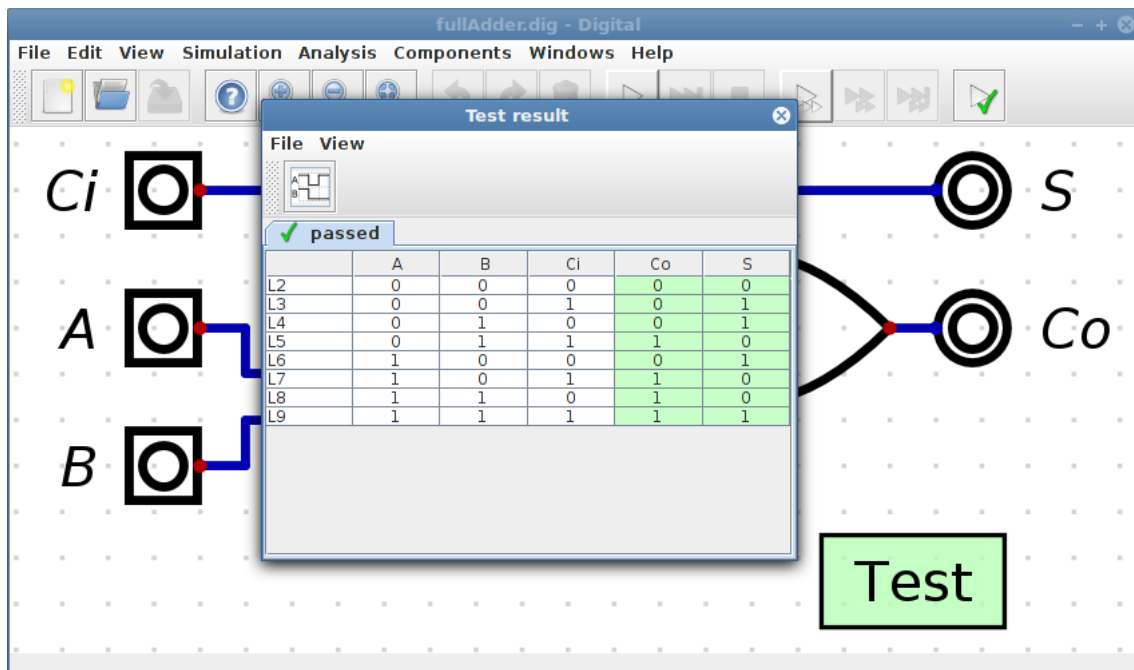 fullAdder.dig - Digital
File Edit View Simulation Analysis Components Windows Help
Test result
File View
A
B
passed
A B Ci Co S
L2 0 0 0 0 0
L3 0 0 1 0 1
L4 0 1 0 0 1
L5 0 1 1 1 0
L6 1 0 0 0 1
L7 1 0 1 1 0
L8 1 1 0 1 0
L9 1 1 1 1 1
Ci
A
B
S
Co
Test